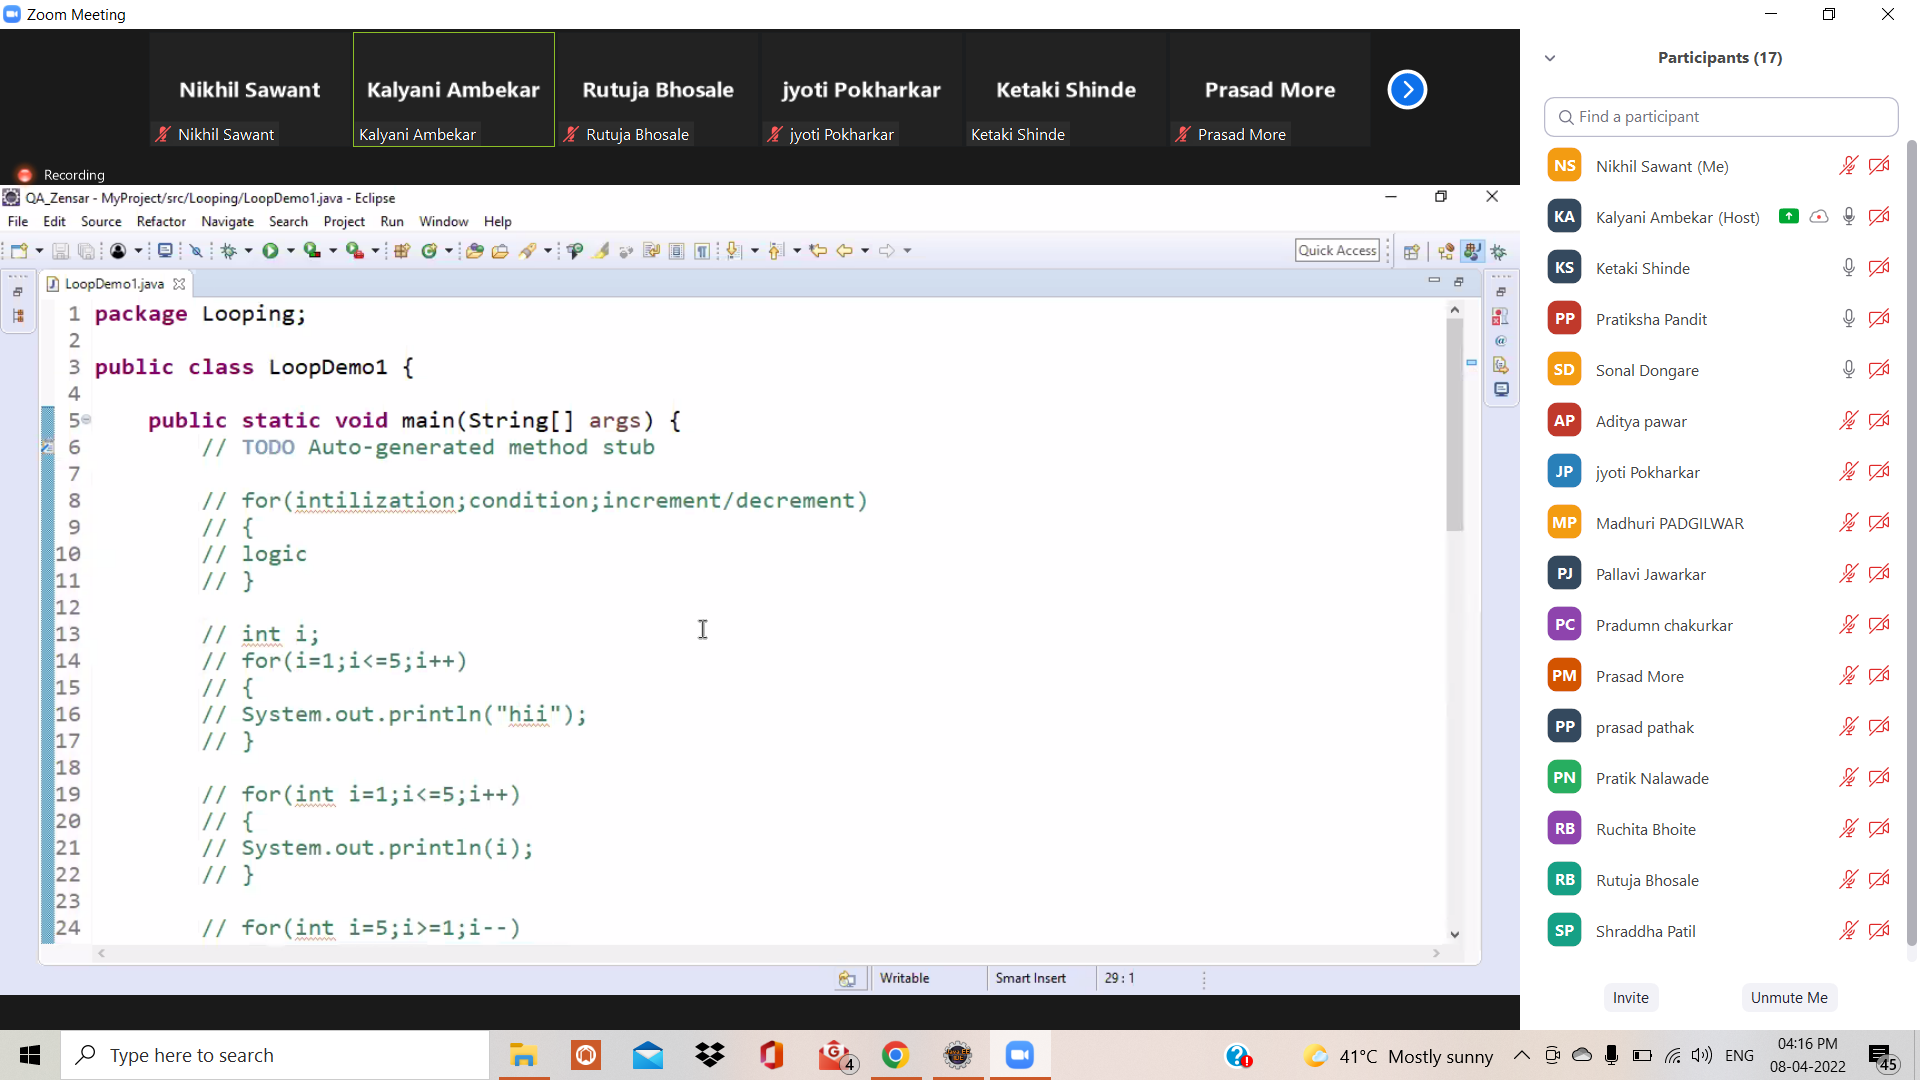 Zoom Meeting
Nikhil Sawant
Kalyani Ambekar
Rutuja Bhosale
jyoti Pokharkar
Ketaki Shinde
Prasad More
Nikhil Sawant
Kalyani Ambekar
Rutuja Bhosale
jyoti Pokharkar
Ketaki Shinde
Prasad More
Recording
QA_Zensar - MyProject/src/Looping/LoopDemo1.java - Eclipse
File Edit Source Refactor Navigate Search Project Run Window Help
Quick Access
LoopDemo1.java
1 package Looping;
2
3 public class LoopDemo1 {
4
5 public static void main(String[] args) {
6 // TODO Auto-generated method stub
7
8 // for(intilization;condition;increment/decrement)
9 // {
10 // logic
11 // }
12
13 // int i;
14 // for(i=1;i<=5;i++)
15 // {
16 // System.out.println("hii");
17 // }
18
19 // for(int i=1;i<=5;i++)
20 // {
21 // System.out.println(i);
22 // }
23
24 // for(int i=5;i>=1;i--)
Writable Smart Insert 29 : 1
Participants (17)
Find a participant
NS Nikhil Sawant (Me)
KA Kalyani Ambekar (Host)
KS Ketaki Shinde
PP Pratiksha Pandit
SD Sonal Dongare
AP Aditya pawar
JP jyoti Pokharkar
MP Madhuri PADGILWAR
PJ Pallavi Jawarkar
PC Pradumn chakurkar
PM Prasad More
PP prasad pathak
PN Pratik Nalawade
RB Ruchita Bhoite
RB Rutuja Bhosale
SP Shraddha Patil
Invite Unmute Me
Type here to search
4
41°C Mostly sunny
ENG
04:16 PM
08-04-2022
45